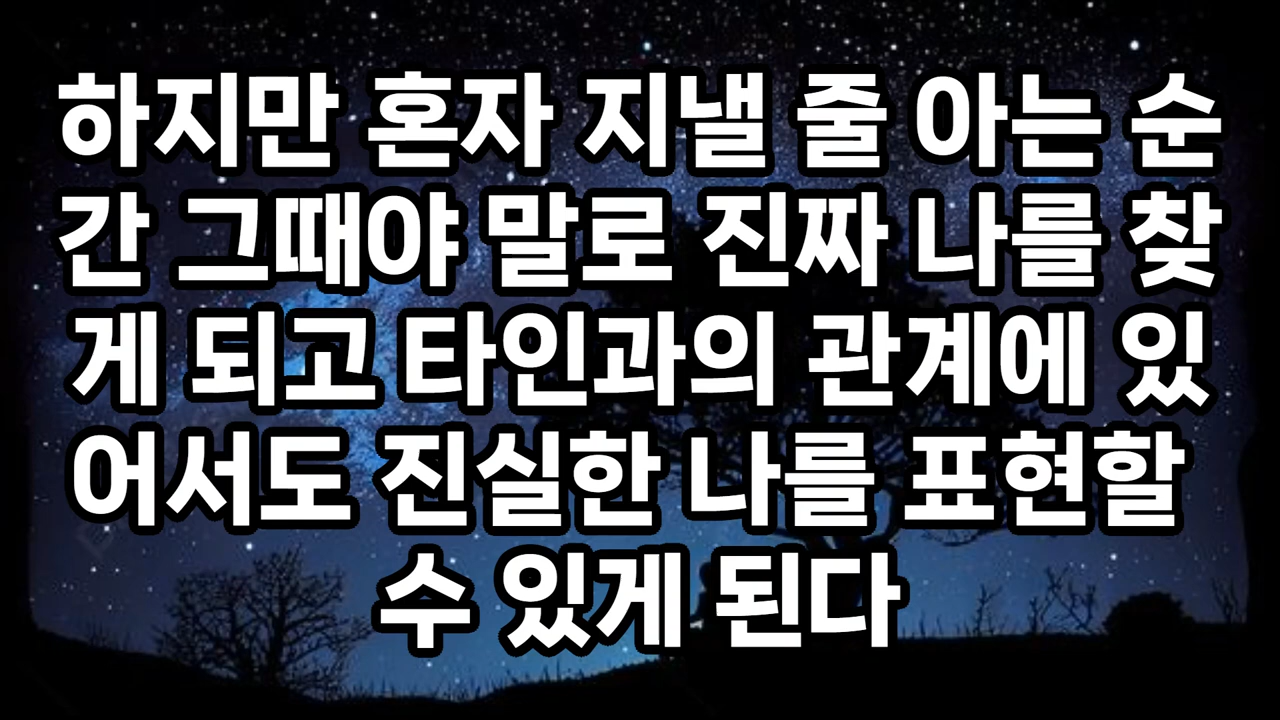 하지만 혼자 지낼 줄 아는 순
간 그때야 말로 진짜 나를 찾
게 되고 타인과의 관계에 있
어서도 진실한 나를 표현할
수 있게 된다